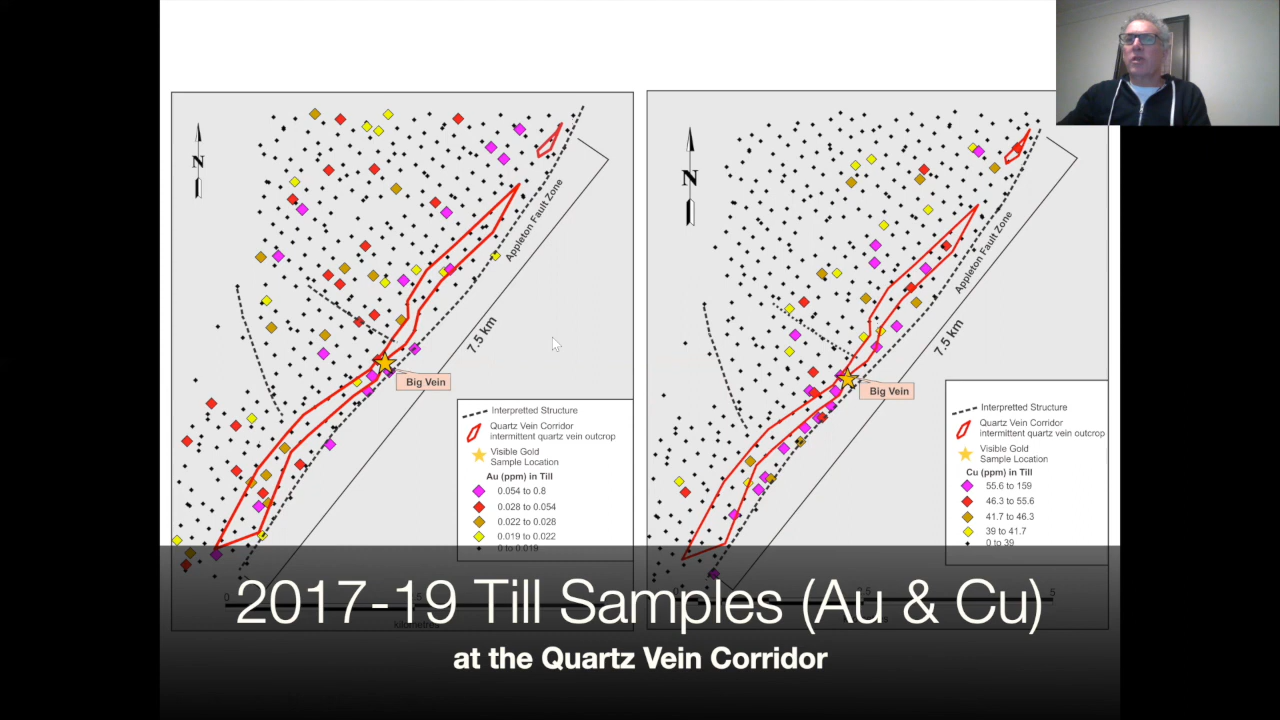 N
Appleton Fault Zone
7.5 km
Big Vein
Interpretted Structure
Quartz Vein Corridor
intermittent quartz vein outcrop
Visible Gold
Sample Location
Au (ppm) in Till
0.054 to 0.8
0.028 to 0.054
0.022 to 0.028
0.019 to 0.022
0 to 0.019
0
kilometres
N
Appleton Fault Zone
7.5 km
Big Vein
Interpretted Structure
Quartz Vein Corridor
intermittent quartz vein outcrop
Visible Gold
Sample Location
Cu (ppm) in Till
55.6 to 159
46.3 to 55.6
41.7 to 46.3
39 to 41.7
0 to 39
5
2017-19 Till Samples (Au & Cu)
at the Quartz Vein Corridor